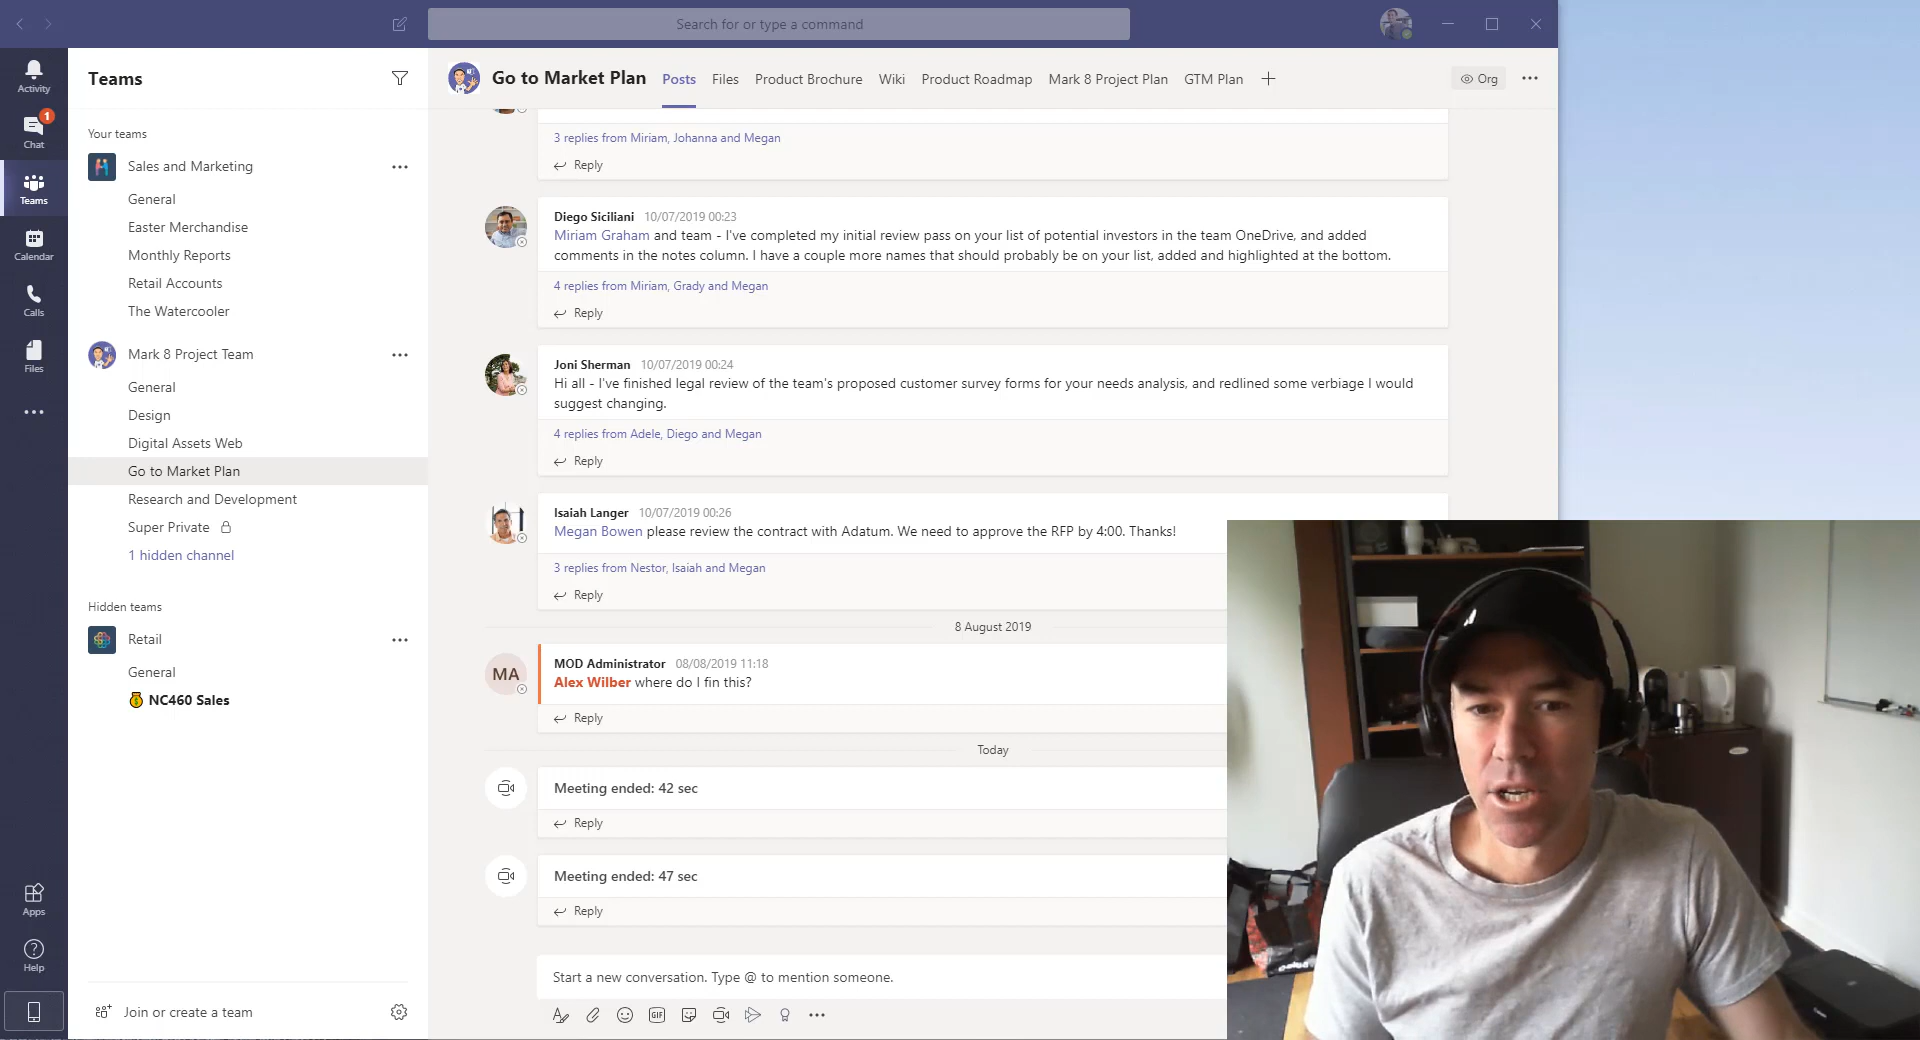 Search for or type a command
Activity
1
Chat
Teams
Calendar
Calls
Files
Apps
Help
Teams
Your teams
Sales and Marketing
General
Easter Merchandise
Monthly Reports
Retail Accounts
The Watercooler
Mark 8 Project Team
General
Design
Digital Assets Web
Go to Market Plan
Research and Development
Super Private
1 hidden channel
Hidden teams
Retail
General
NC460 Sales
Join or create a team
Go to Market Plan Posts Files Product Brochure Wiki Product Roadmap Mark 8 Project Plan GTM Plan
Org
3 replies from Miriam, Johanna and Megan
Reply
Diego Siciliani 10/07/2019 00:23
Miriam Graham and team - I've completed my initial review pass on your list of potential investors in the team OneDrive, and added
comments in the notes column. I have a couple more names that should probably be on your list, added and highlighted at the bottom.
4 replies from Miriam, Grady and Megan
Reply
Joni Sherman 10/07/2019 00:24
Hi all - I've finished legal review of the team's proposed customer survey forms for your needs analysis, and redlined some verbiage I would
suggest changing.
4 replies from Adele, Diego and Megan
Reply
Isaiah Langer 10/07/2019 00:26
Megan Bowen please review the contract with Adatum. We need to approve the RFP by 4:00. Thanks!
3 replies from Nestor, Isaiah and Megan
Reply
8 August 2019
MA
MOD Administrator 08/08/2019 11:18
Alex Wilber where do I fin this?
Reply
Today
Meeting ended: 42 sec
Reply
Meeting ended: 47 sec
Reply
Start a new conversation. Type @ to mention someone.
GIF